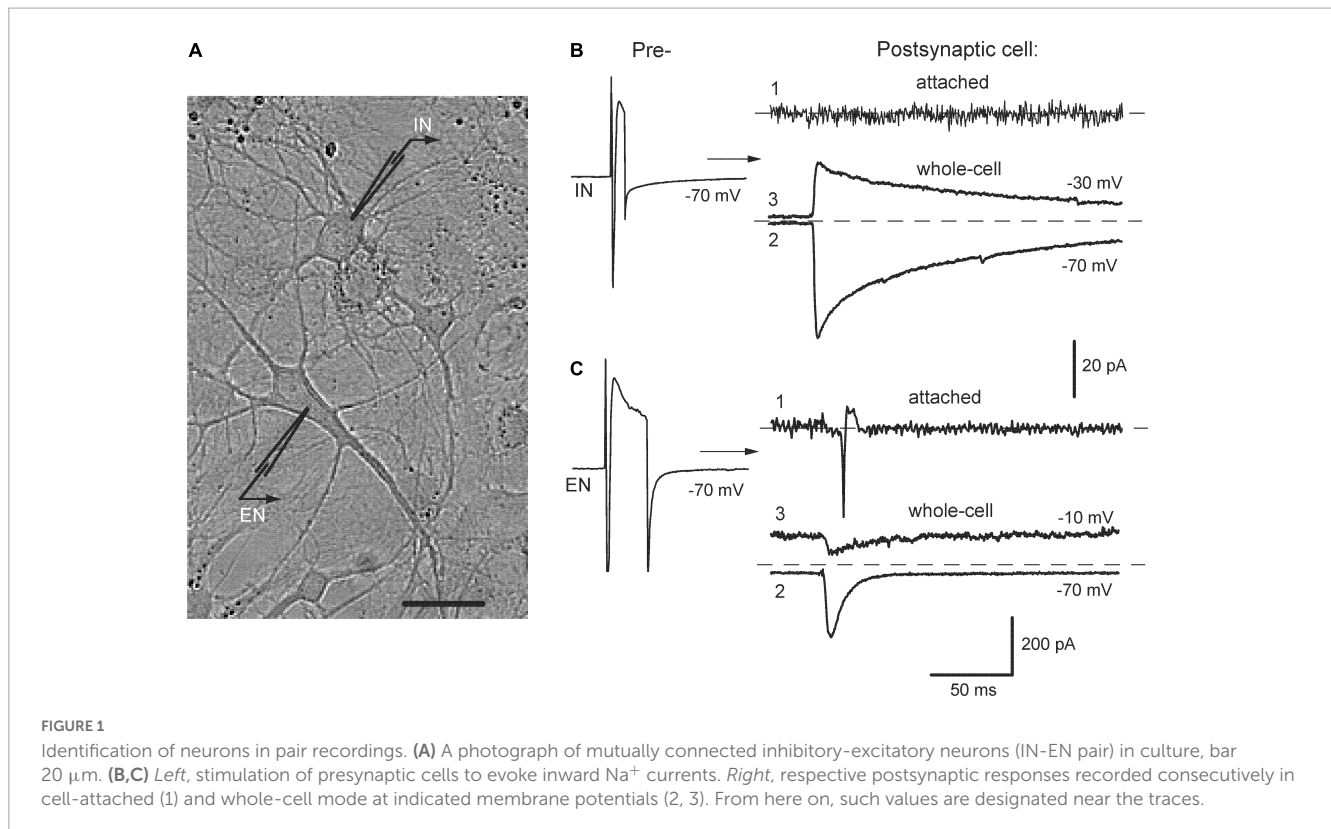 A
IN
EN
B
Pre-
Postsynaptic cell:
1
attached
IN
-70 mV
whole-cell
3
-30 mV
2
-70 mV
20 pA
C
1
attached
EN
-70 mV
3
whole-cell
-10 mV
2
-70 mV
200 pA
50 ms
FIGURE 1
Identification of neurons in pair recordings. (A) A photograph of mutually connected inhibitory-excitatory neurons (IN-EN pair) in culture, bar
20 μm. (B,C) Left, stimulation of presynaptic cells to evoke inward Na⁺ currents. Right, respective postsynaptic responses recorded consecutively in
cell-attached (1) and whole-cell mode at indicated membrane potentials (2, 3). From here on, such values are designated near the traces.